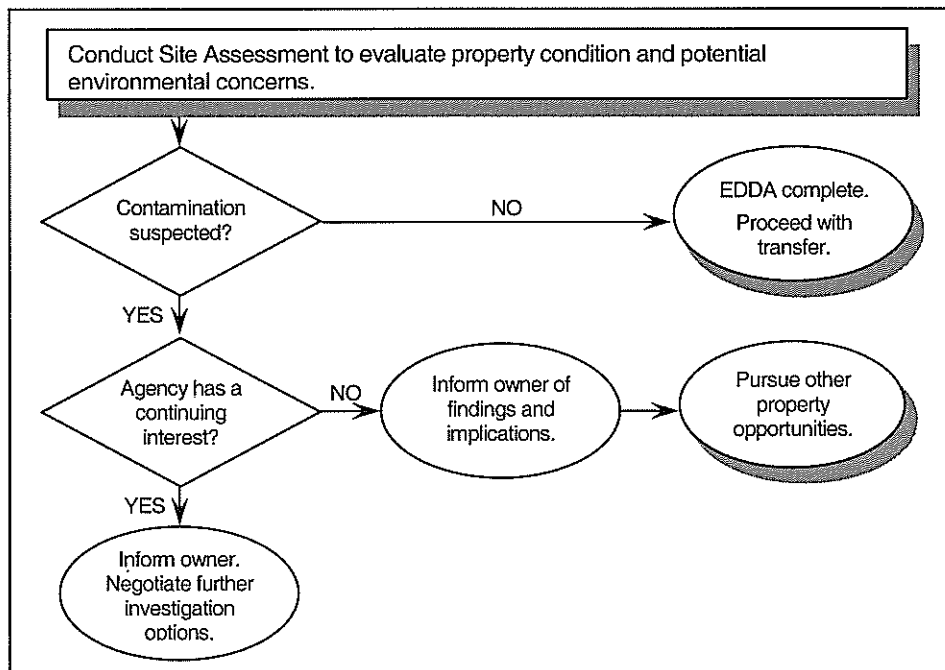 Conduct Site Assessment to evaluate property condition and potential
environmental concerns.
Contamination
suspected?
NO
EDDA complete.
Proceed with
transfer.
YES
Agency has a
continuing
interest?
NO
Inform owner of
findings and
implications.
Pursue other
property
opportunities.
YES
Inform owner.
Negotiate further
investigation
options.